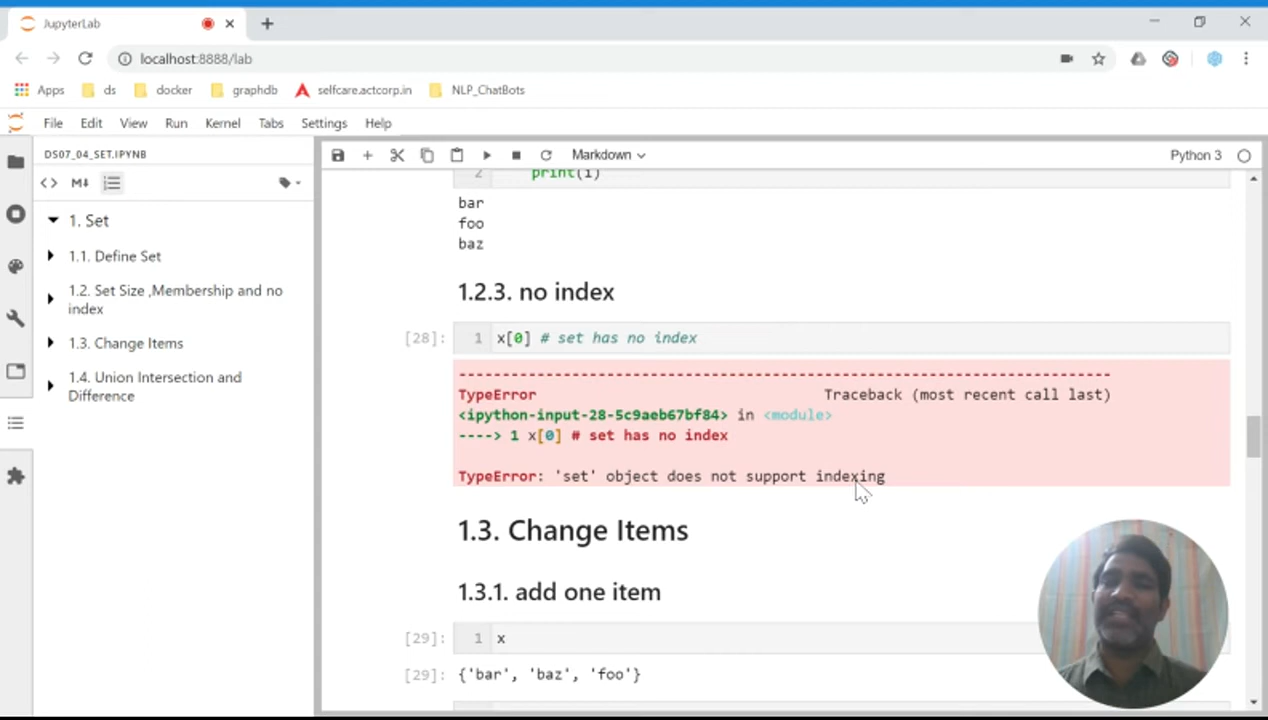 JupyterLab
localhost:8888/lab
Apps ds docker graphdb selfcare.actcorp.in NLP_ChatBots
File Edit View Run Kernel Tabs Settings Help
DS07_04_SET.IPYNB
Markdown
Python 3
1. Set
1.1. Define Set
1.2. Set Size ,Membership and no
index
1.3. Change Items
1.4. Union Intersection and
Difference
2 print(i)
bar
foo
baz
1.2.3. no index
[28]: 1 x[0] # set has no index
---------------------------------------------------------------------------
TypeError Traceback (most recent call last)
<ipython-input-28-5c9aeb67bf84> in <module>
----> 1 x[0] # set has no index
TypeError: 'set' object does not support indexing
1.3. Change Items
1.3.1. add one item
[29]: 1 x
[29]: {'bar', 'baz', 'foo'}